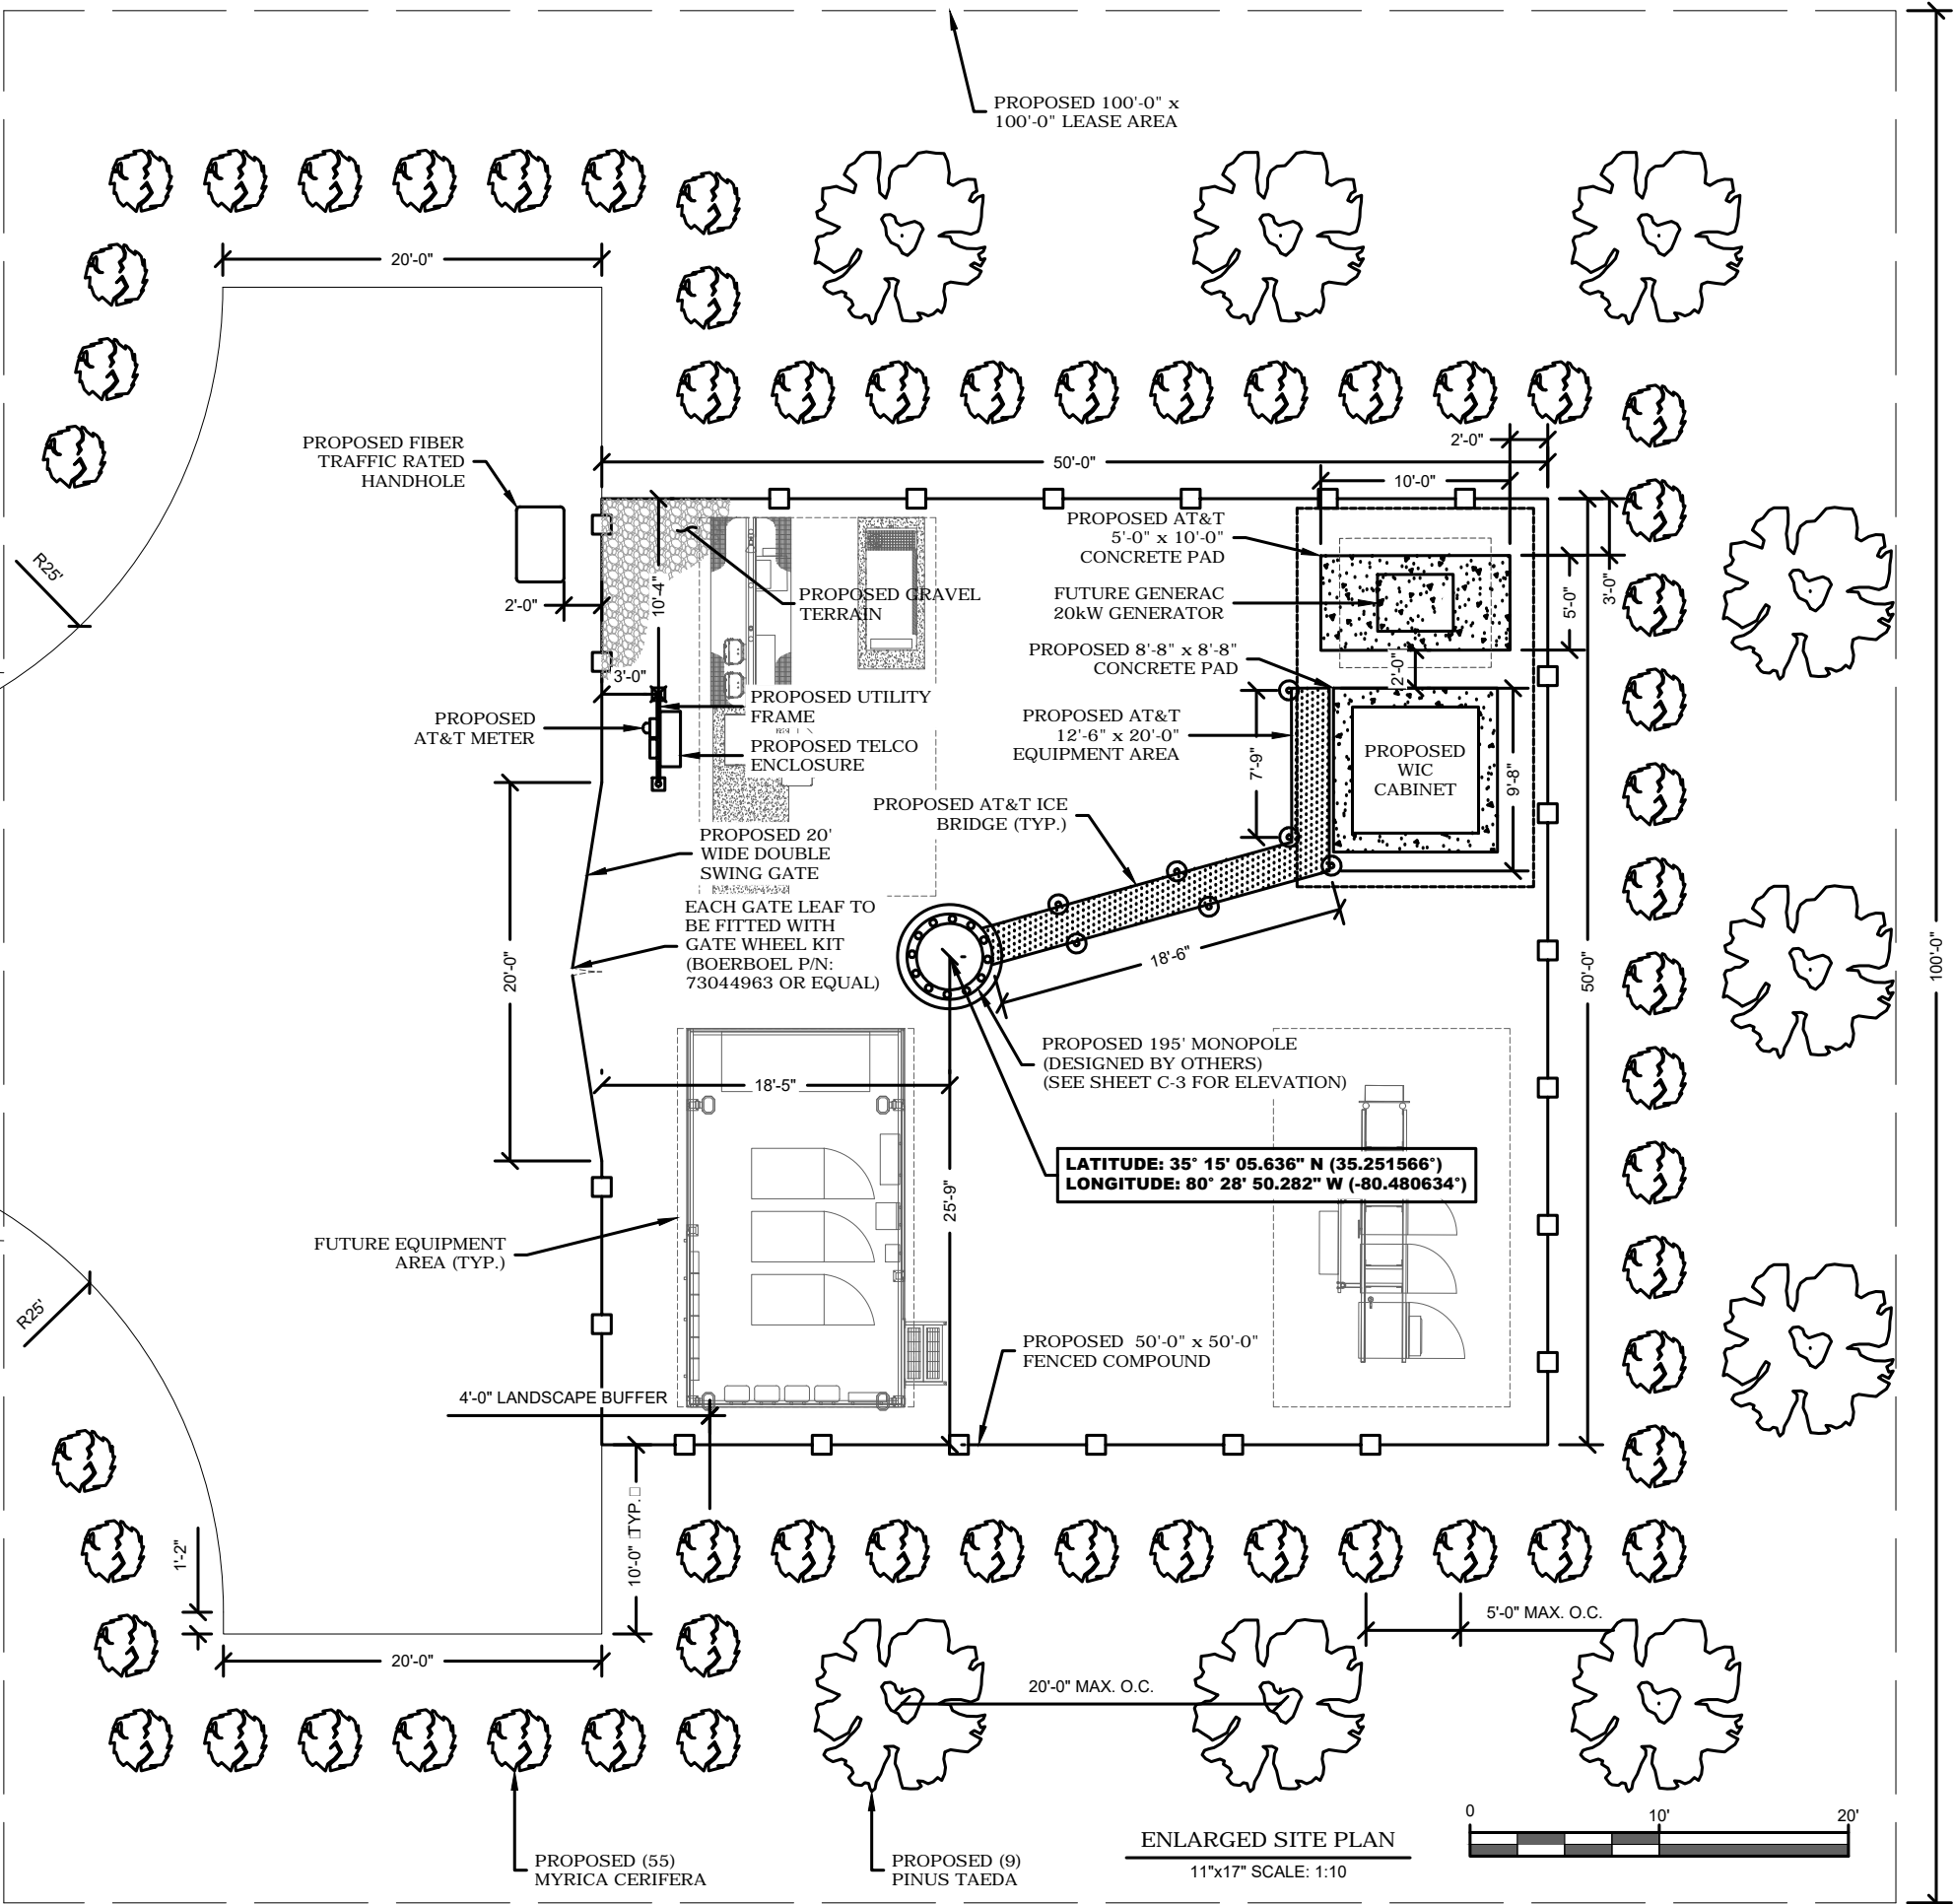 PROPOSED 100'-0" x
100'-0" LEASE AREA
20'-0"
PROPOSED FIBER
TRAFFIC RATED
HANDHOLE
2'-0"
50'-0"
10'-0"
PROPOSED AT&T
5'-0" x 10'-0"
CONCRETE PAD
R25'
2'-0"
10'-4"
PROPOSED GRAVEL
TERRAIN
FUTURE GENERAC
20kW GENERATOR
5'-0"
3'-0"
PROPOSED 8'-8" x 8'-8"
CONCRETE PAD
2'-0"
3'-0"
PROPOSED UTILITY
FRAME
PROPOSED
AT&T METER
PROPOSED TELCO
ENCLOSURE
PROPOSED AT&T
12'-6" x 20'-0"
EQUIPMENT AREA
7'-9"
PROPOSED
WIC
CABINET
9'-8"
PROPOSED AT&T ICE
BRIDGE (TYP.)
PROPOSED 20'
WIDE DOUBLE
SWING GATE
EACH GATE LEAF TO
BE FITTED WITH
GATE WHEEL KIT
(BOERBOEL P/N:
73044963 OR EQUAL)
20'-0"
18'-6"
50'-0"
100'-0"
PROPOSED 195' MONOPOLE
(DESIGNED BY OTHERS)
(SEE SHEET C-3 FOR ELEVATION)
18'-5"
LATITUDE: 35° 15' 05.636" N (35.251566°)
LONGITUDE: 80° 28' 50.282" W (-80.480634°)
25'-9"
FUTURE EQUIPMENT
AREA (TYP.)
R25'
PROPOSED 50'-0" x 50'-0"
FENCED COMPOUND
4'-0" LANDSCAPE BUFFER
10'-0" TYP.
1'-2"
20'-0"
5'-0" MAX. O.C.
20'-0" MAX. O.C.
PROPOSED (55)
MYRICA CERIFERA
PROPOSED (9)
PINUS TAEDA
ENLARGED SITE PLAN
11"x17" SCALE: 1:10
0 10' 20'